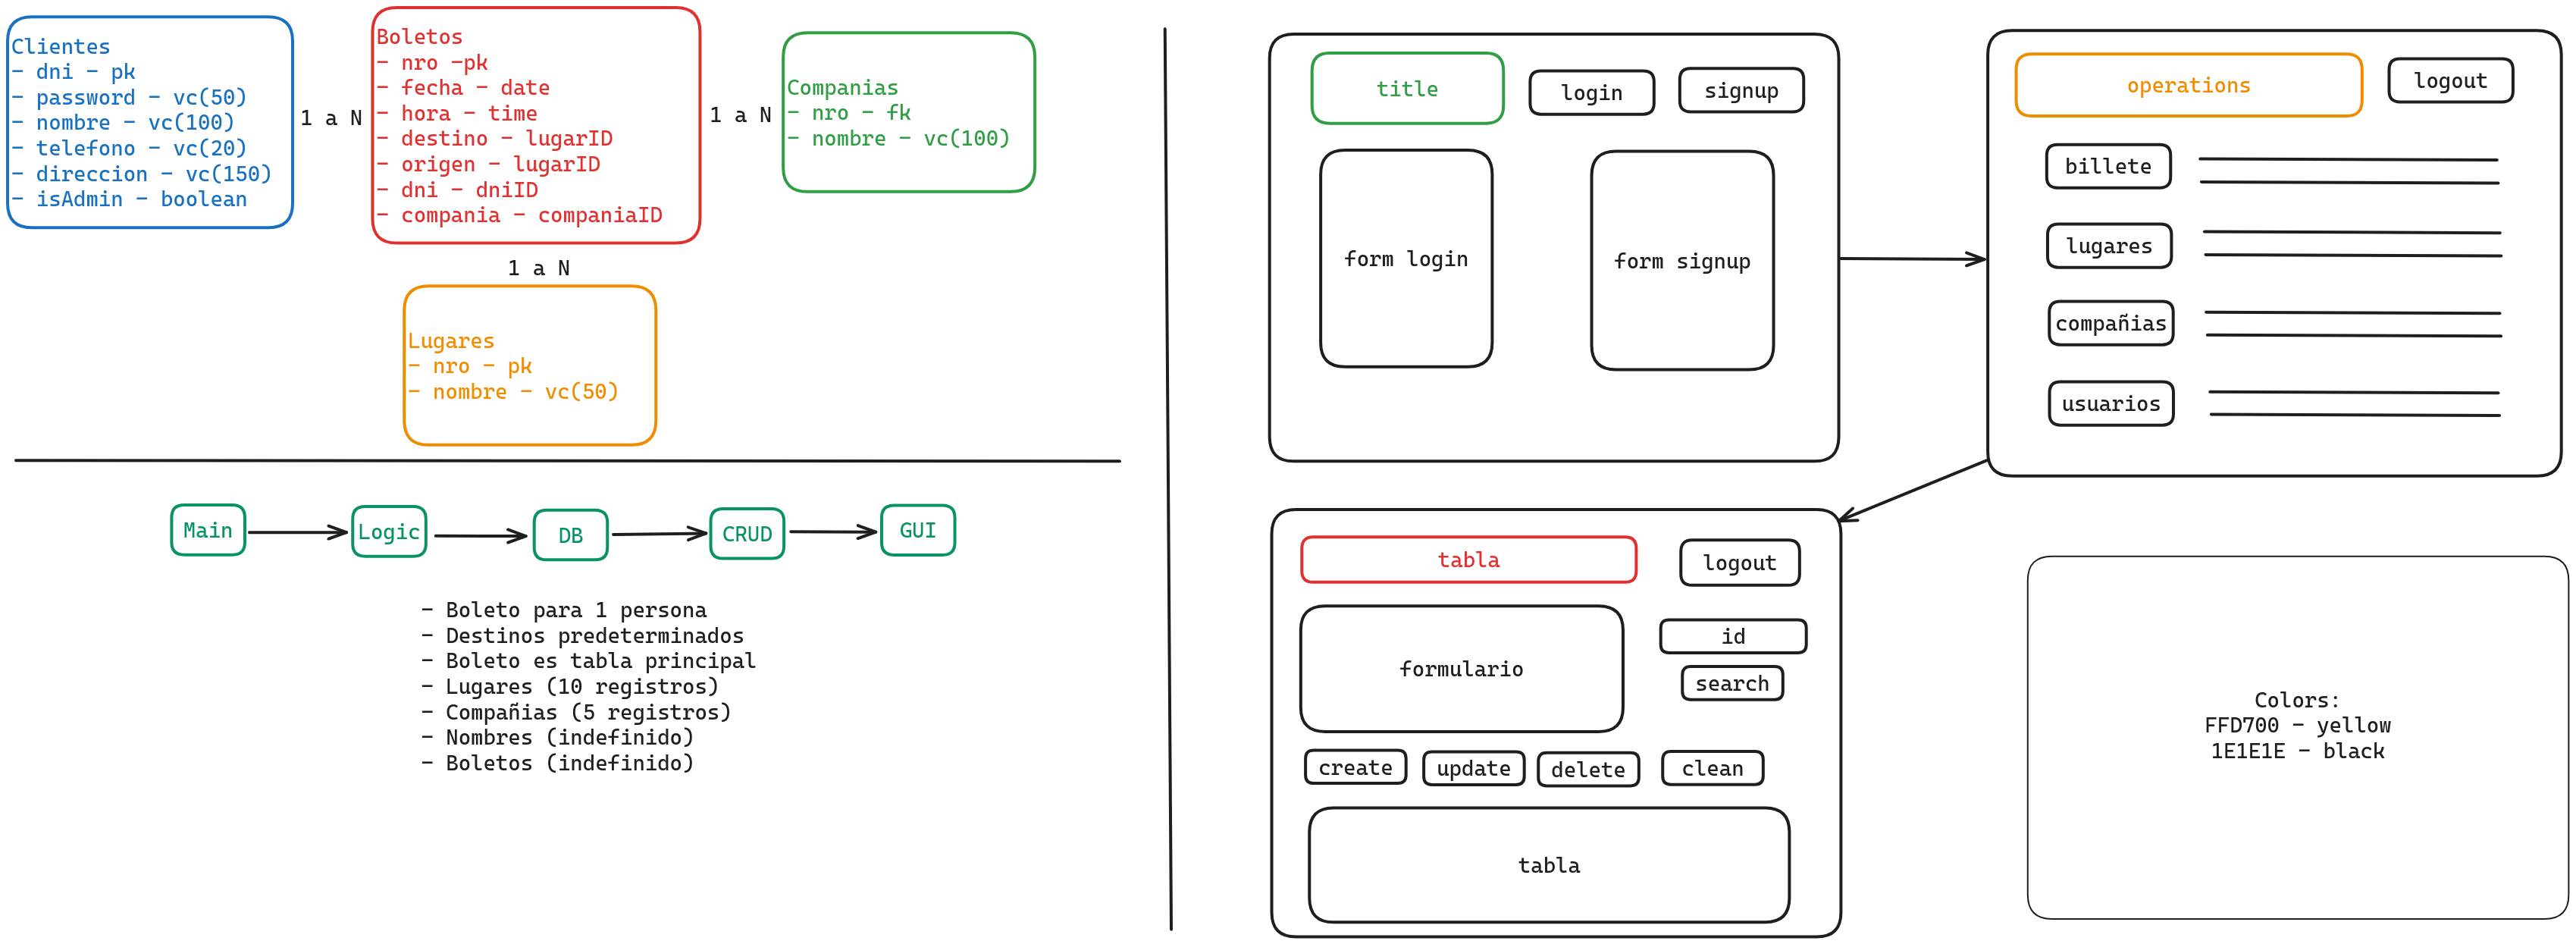 Clientes
- dni - pk
- password - vc(50)
- nombre - vc(100)
- telefono - vc(20)
- direccion - vc(150)
- isAdmin - boolean
1 a N
Boletos
- nro -pk
- fecha - date
- hora - time
- destino - lugarID
- origen - lugarID
- dni - dniID
- compania - companiaID
1 a N
Companias
- nro - fk
- nombre - vc(100)
1 a N
Lugares
- nro - pk
- nombre - vc(50)
Main
Logic
DB
CRUD
GUI
- Boleto para 1 persona
- Destinos predeterminados
- Boleto es tabla principal
- Lugares (10 registros)
- Compañias (5 registros)
- Nombres (indefinido)
- Boletos (indefinido)
title
login
signup
form login
form signup
operations
logout
billete
lugares
compañias
usuarios
tabla
logout
formulario
id
search
create
update
delete
clean
tabla
Colors:
FFD700 - yellow
1E1E1E - black